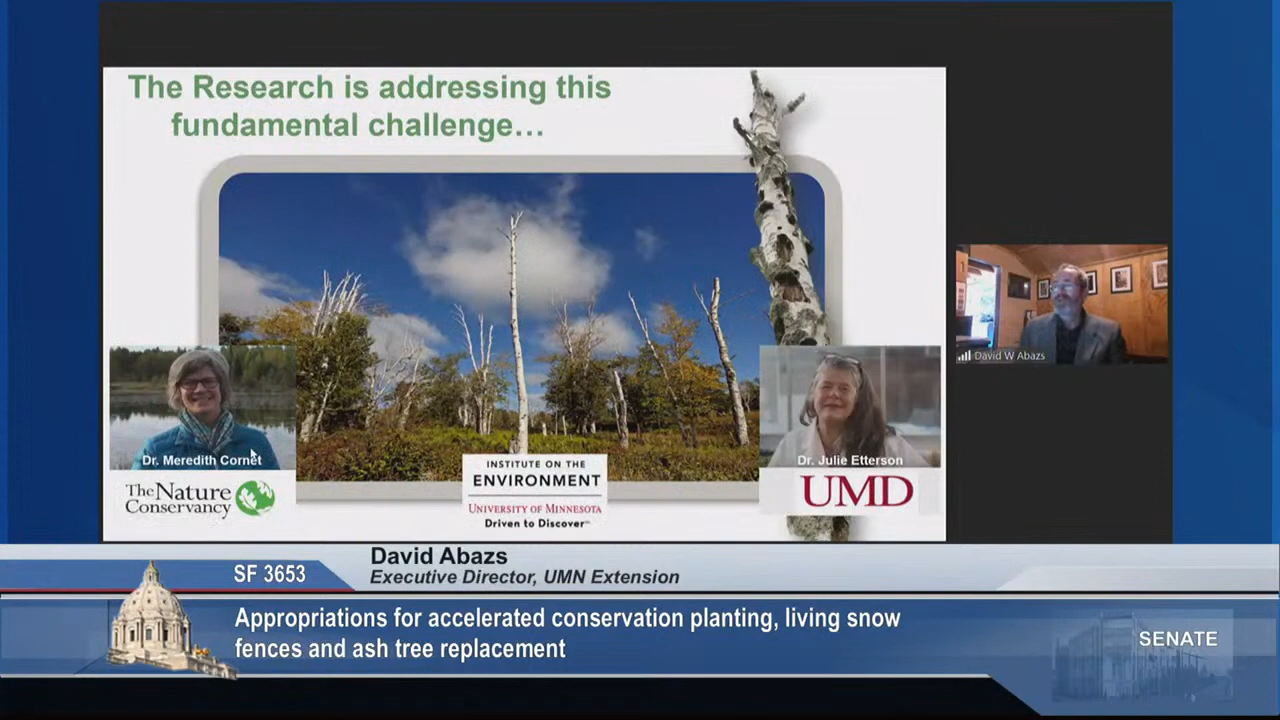 The Research is addressing this
fundamental challenge…
David W Abazs
Dr. Meredith Cornet
The Nature
Conservancy
INSTITUTE ON THE
ENVIRONMENT
UNIVERSITY OF MINNESOTA
Driven to Discover℠
Dr. Julie Etterson
UMD
David Abazs
Executive Director, UMN Extension
SF 3653
Appropriations for accelerated conservation planting, living snow
fences and ash tree replacement
SENATE